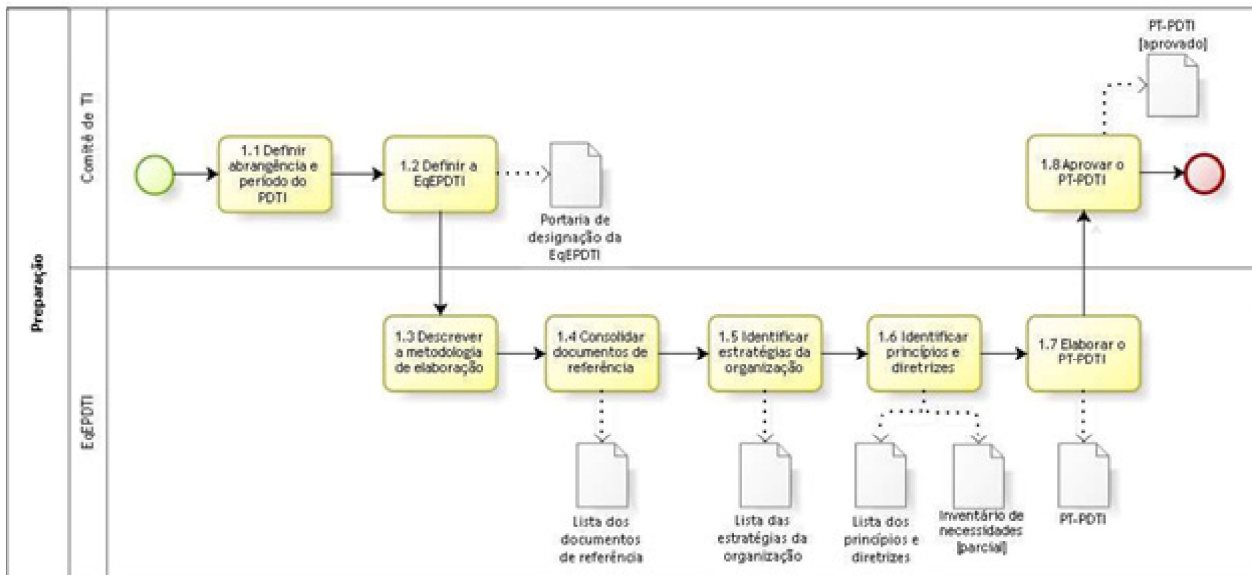 Preparação
Comitê de TI
1.1 Definir
abrangência e
período do
PDTI
1.2 Definir a
EqEPDTI
Portaria de
designação da
EqEPDTI
PT-PDTI
[aprovado]
1.8 Aprovar o
PT-PDTI
EqEPDTI
1.3 Descrever
a metodologia
de elaboração
1.4 Consolidar
documentos de
referência
1.5 Identificar
estratégias da
organização
1.6 Identificar
princípios e
diretrizes
1.7 Elaborar o
PT-PDTI
Lista dos
documentos
de referência
Lista das
estratégias da
organização
Lista dos
princípios e
diretrizes
Inventário de
necessidades
[parcial]
PT-PDTI